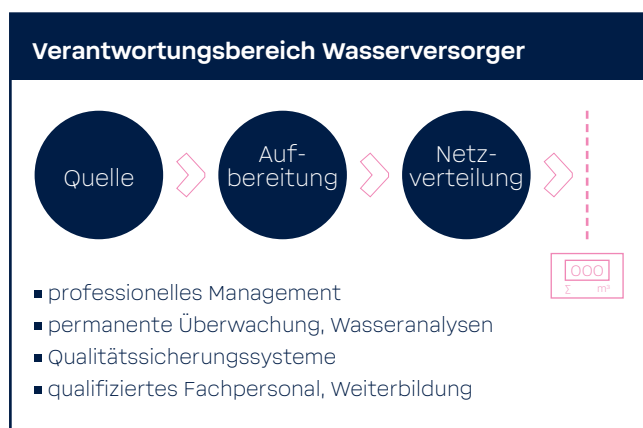 Verantwortungsbereich Wasserversorger
Quelle
Auf-
bereitung
Netz-
verteilung
000
Σ m³
▪ professionelles Management
▪ permanente Überwachung, Wasseranalysen
▪ Qualitätssicherungssysteme
▪ qualifiziertes Fachpersonal, Weiterbildung